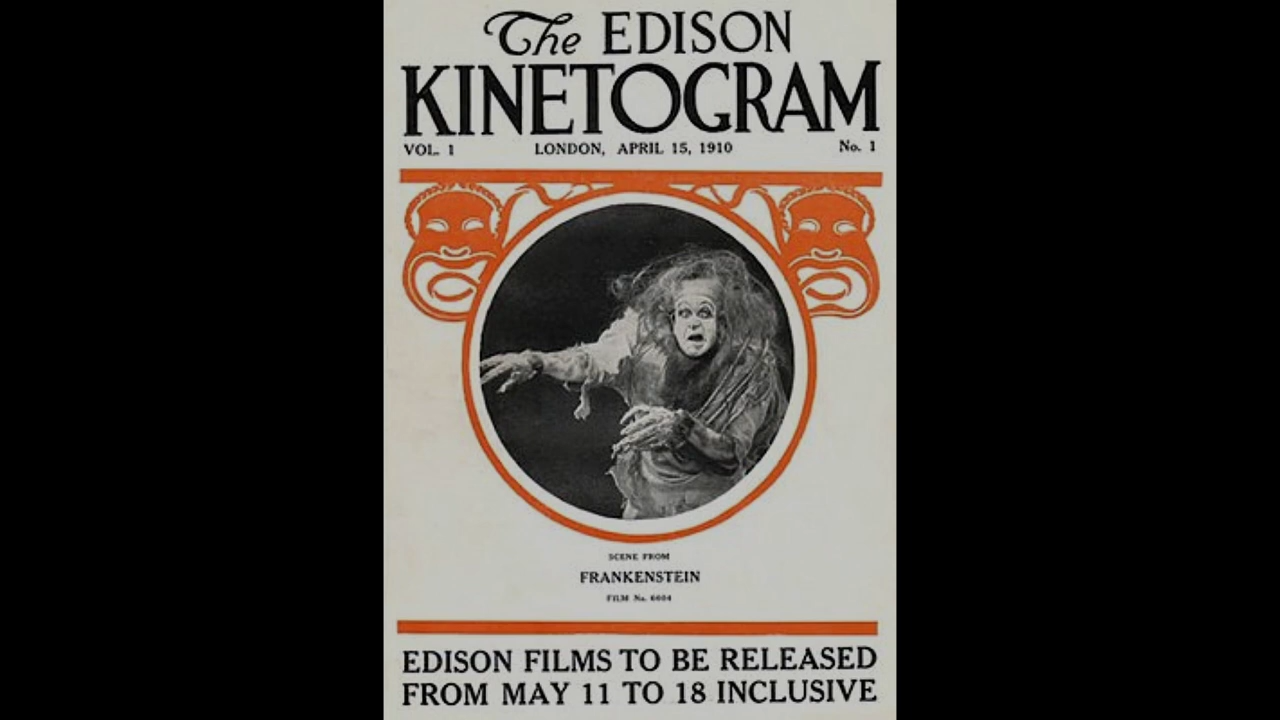 The EDISON
KINETOGRAM
VOL. 1 LONDON, APRIL 15, 1910 No. 1
SCENE FROM
FRANKENSTEIN
FILM No. 6604
EDISON FILMS TO BE RELEASED
FROM MAY 11 TO 18 INCLUSIVE